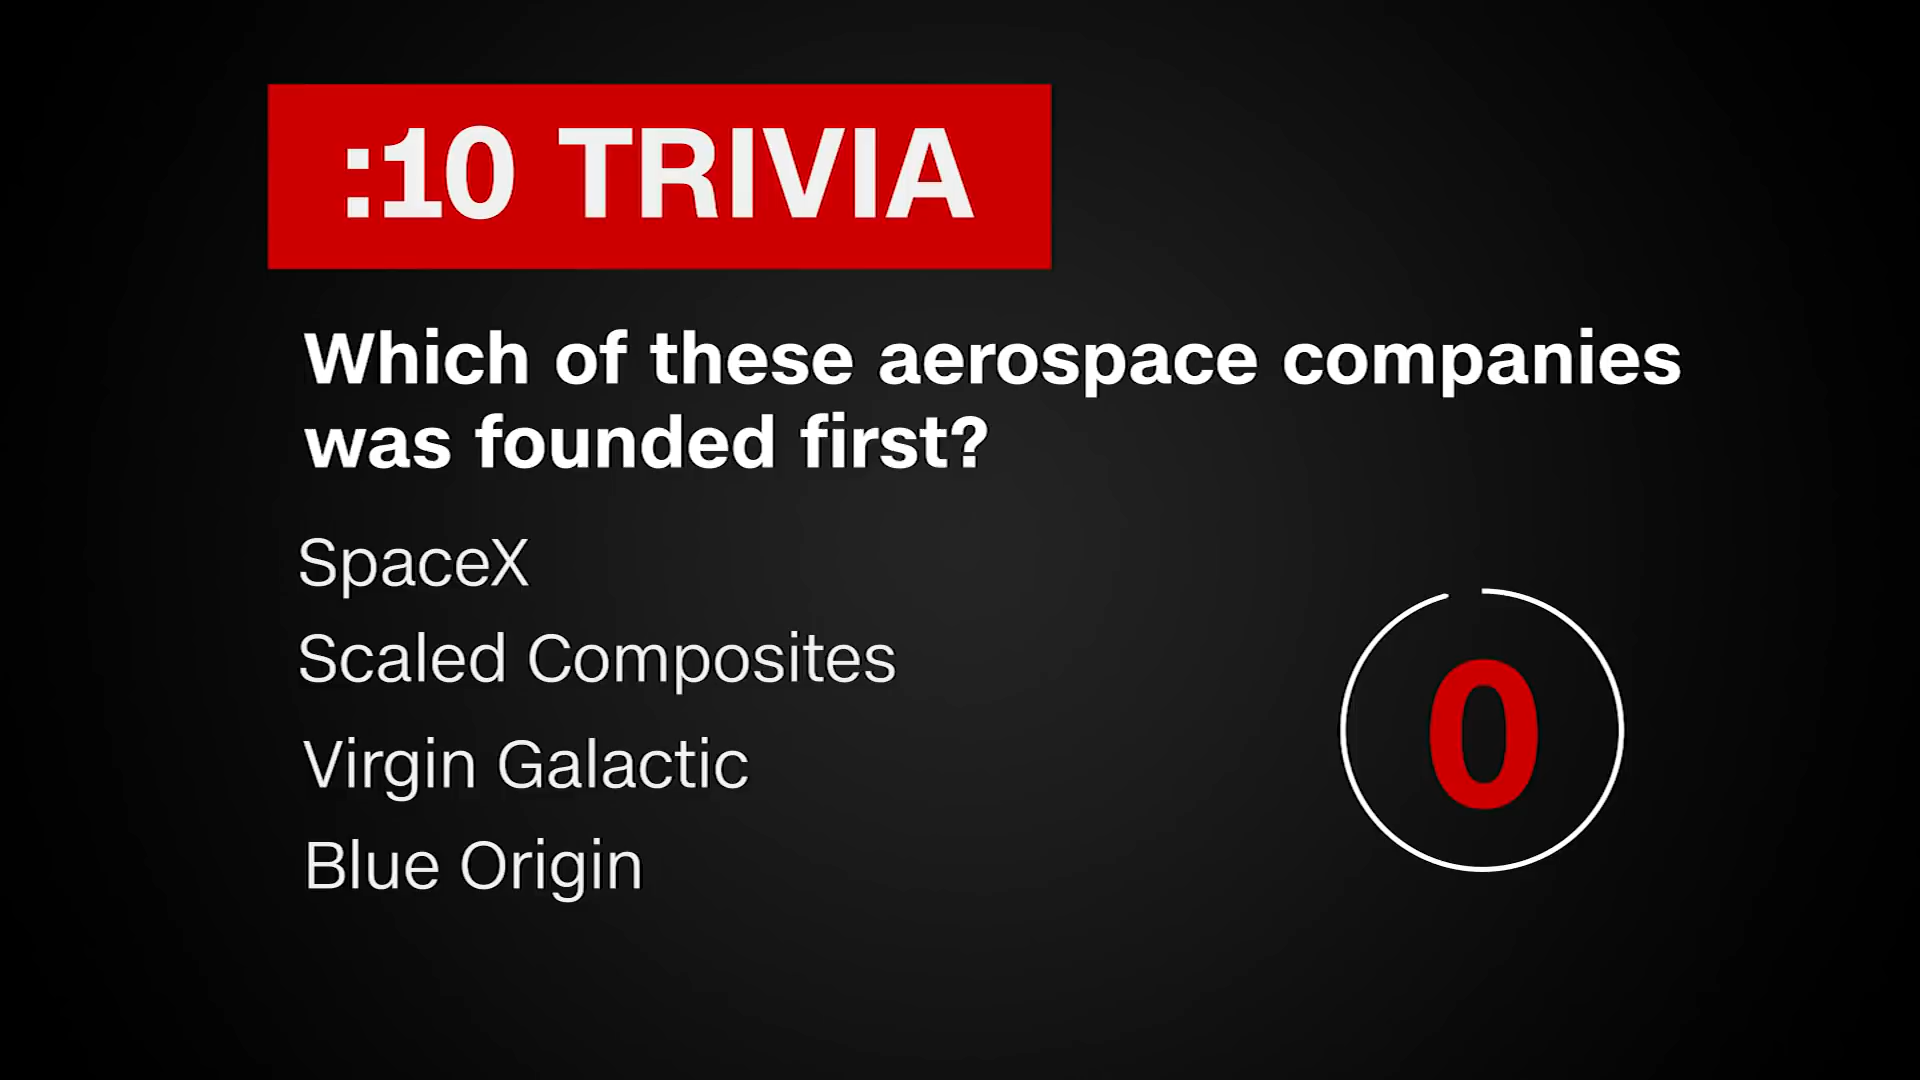 :10 TRIVIA
Which of these aerospace companies
was founded first?
SpaceX
Scaled Composites
Virgin Galactic
Blue Origin
0